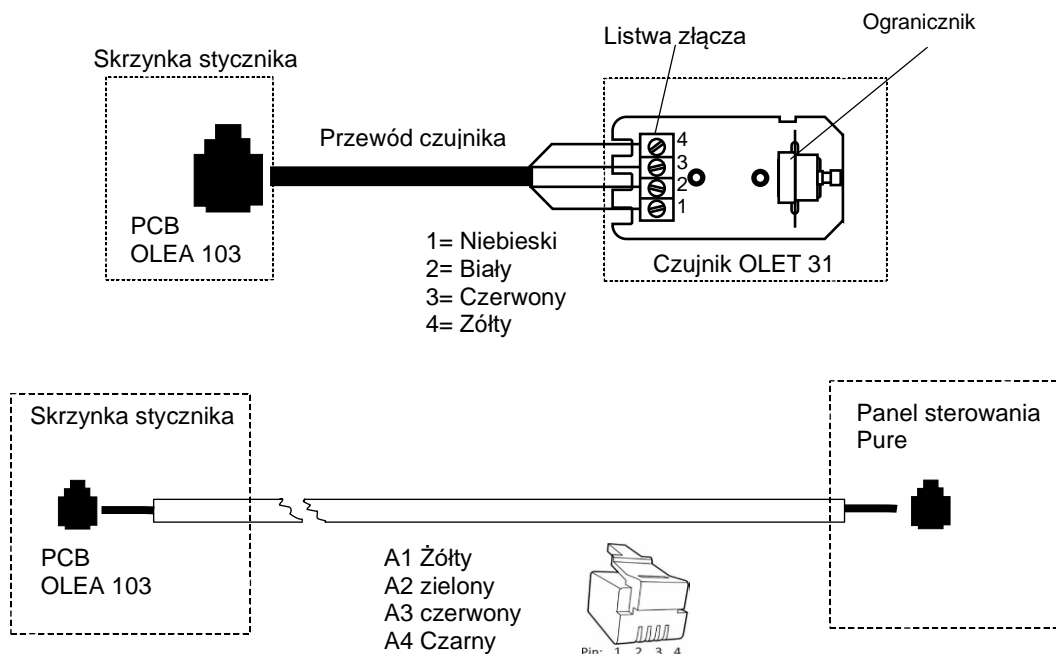 Skrzynka stycznika
Listwa złącza
Ogranicznik
Przewód czujnika
4
3
2
1
PCB
OLEA 103
1= Niebieski
2= Biały
3= Czerwony
4= Zółty
Czujnik OLET 31
Skrzynka stycznika
Panel sterowania
Pure
PCB
OLEA 103
A1 Żółty
A2 zielony
A3 czerwony
A4 Czarny
Pin: 1 2 3 4